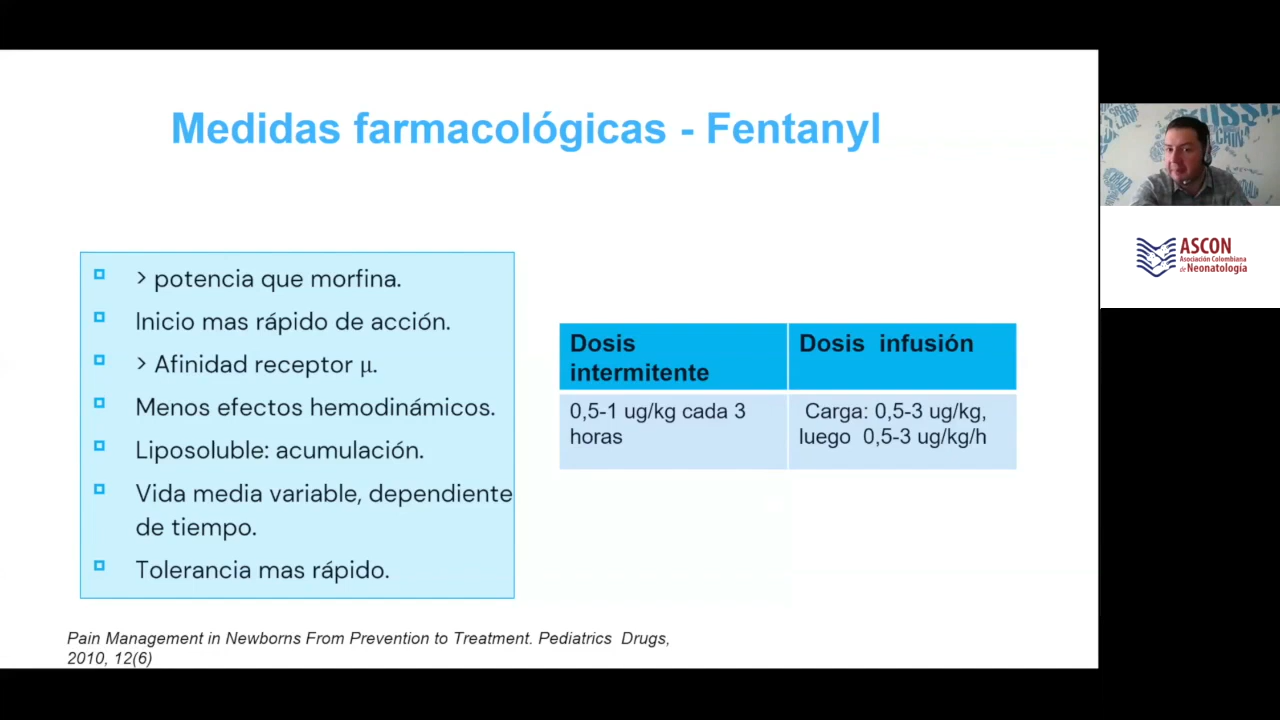 Medidas farmacológicas - Fentanyl
> potencia que morfina.
Inicio mas rápido de acción.
> Afinidad receptor μ.
Menos efectos hemodinámicos.
Liposoluble: acumulación.
Vida media variable, dependiente
de tiempo.
Tolerancia mas rápido.
Dosis
intermitente
Dosis infusión
0,5-1 ug/kg cada 3
horas
Carga: 0,5-3 ug/kg,
luego 0,5-3 ug/kg/h
Pain Management in Newborns From Prevention to Treatment. Pediatrics Drugs,
2010, 12(6)
ASCON
Asociación Colombiana
de Neonatología